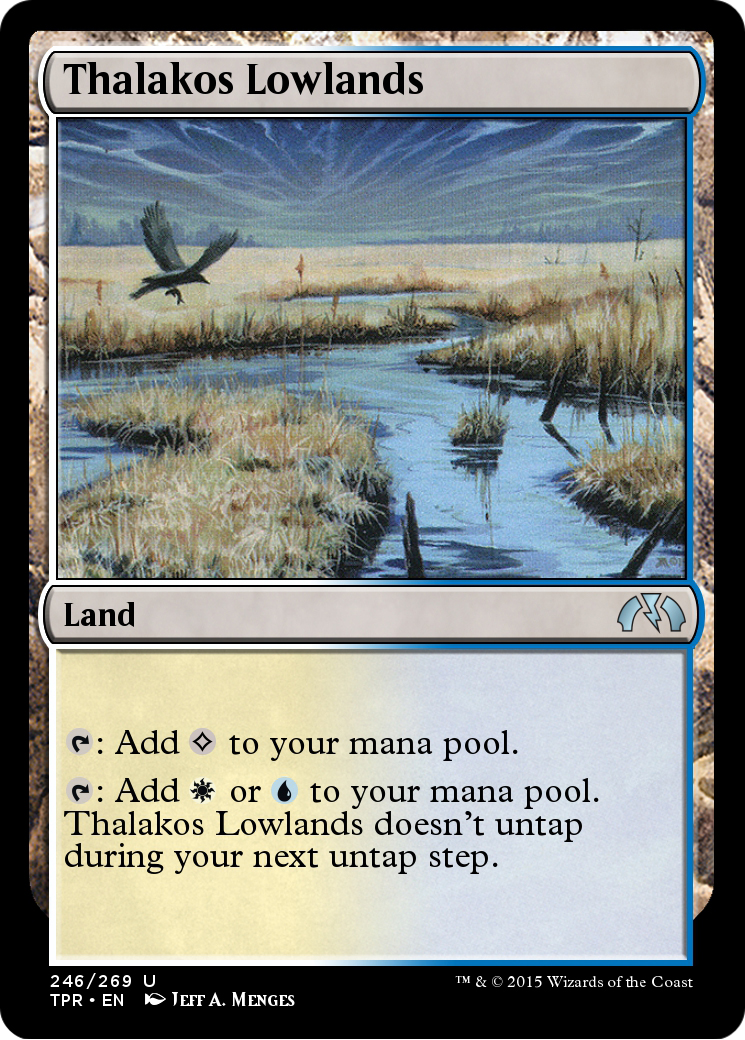 Thalakos Lowlands
Land
: Add to your mana pool.
: Add or to your mana pool.
Thalakos Lowlands doesn't untap
during your next untap step.
246/269 U
TPR • EN Jeff A. Menges
™ & © 2015 Wizards of the Coast